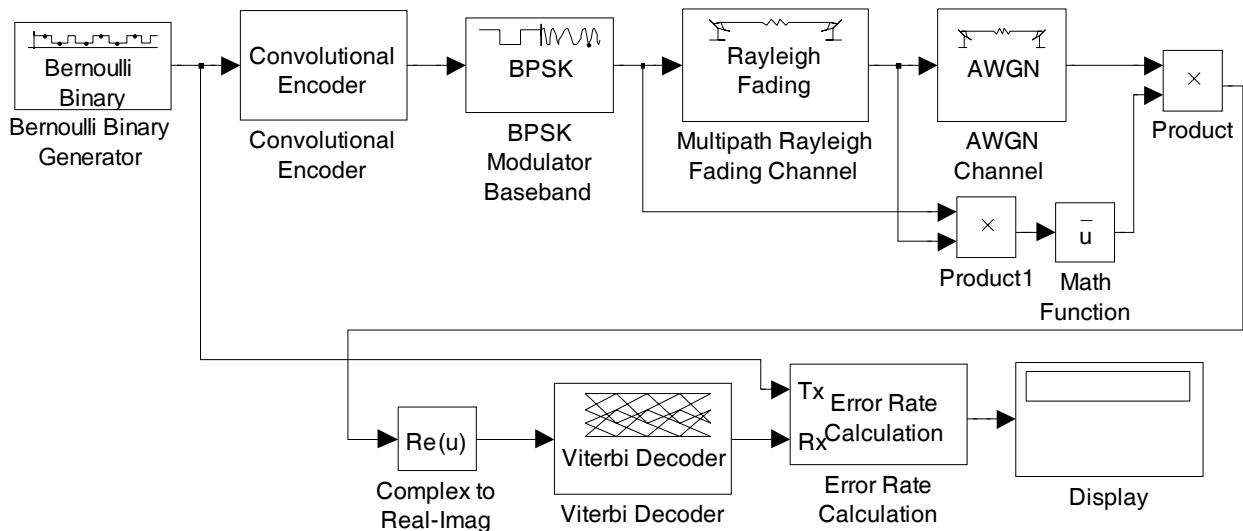 Bernoulli
Binary
Bernoulli Binary
Generator
Convolutional
Encoder
Convolutional
Encoder
BPSK
BPSK
Modulator
Baseband
Rayleigh
Fading
Multipath Rayleigh
Fading Channel
AWGN
AWGN
Channel
×
Product
×
Product1
u̅
Math
Function
Re(u)
Complex to
Real-Imag
Viterbi Decoder
Viterbi Decoder
Tx
Rx
Error Rate
Calculation
Error Rate
Calculation
Display